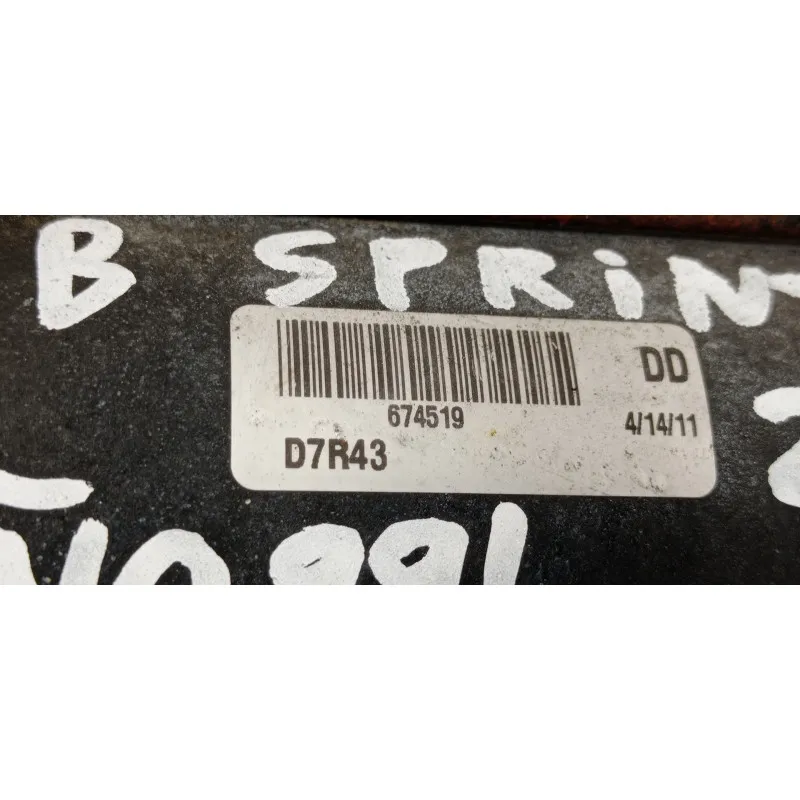 B SPRIN
DD
674519
4/14/11
D7R43